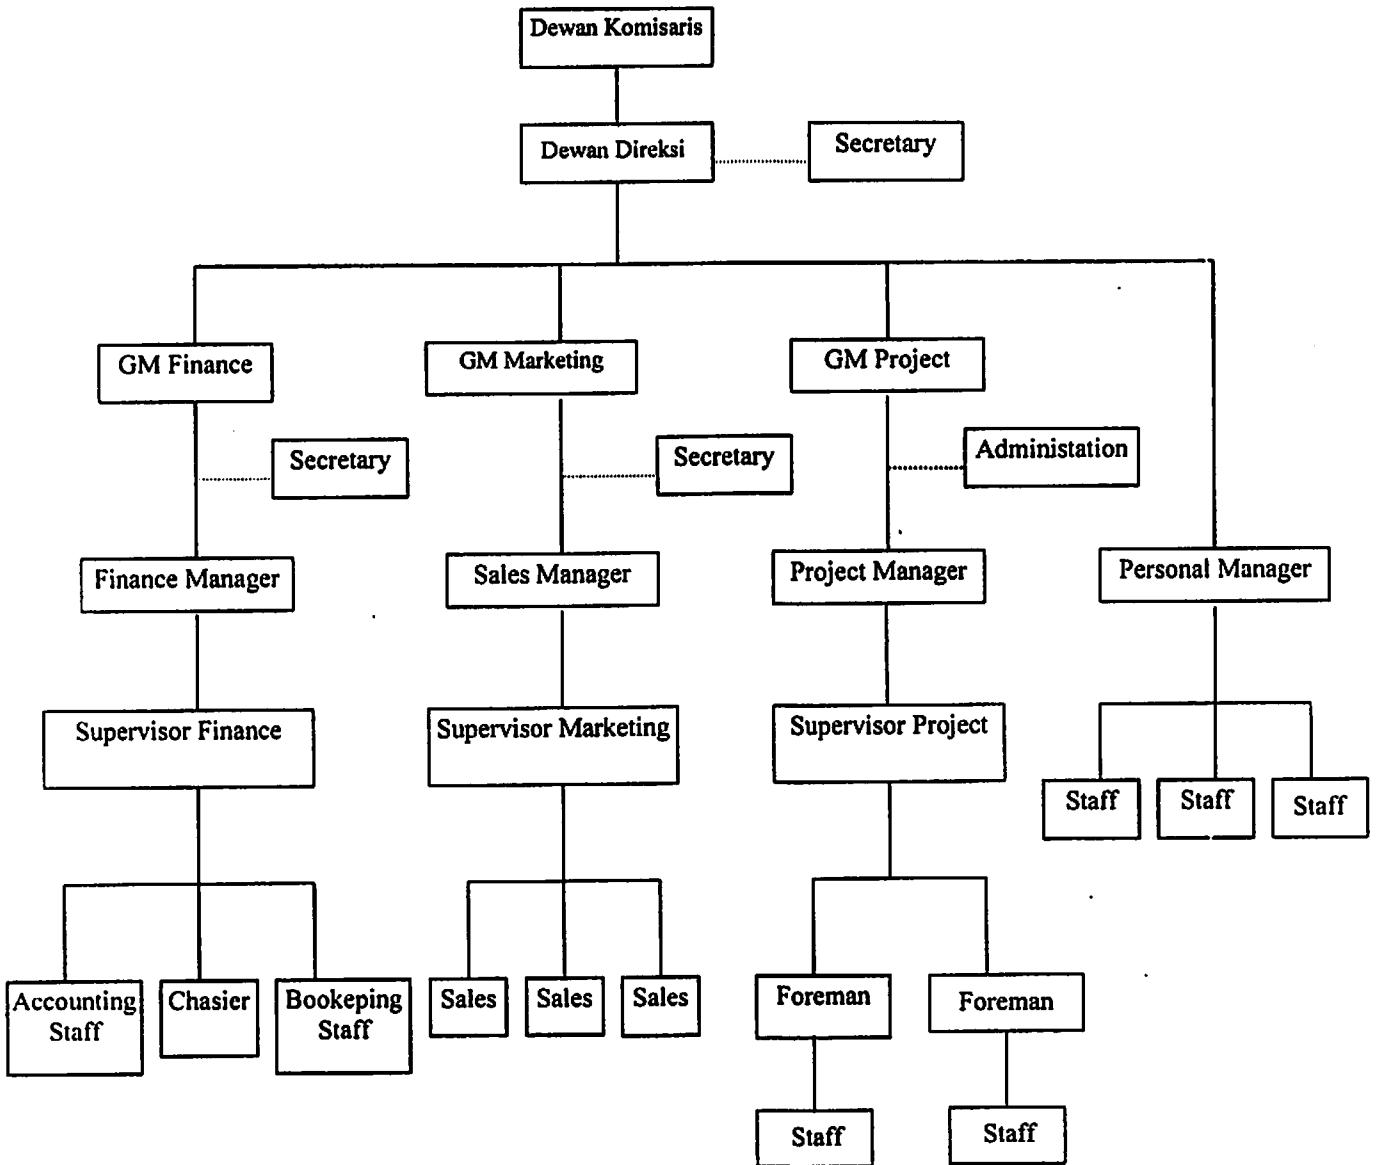 Dewan Komisaris
Dewan Direksi
Secretary
GM Finance
GM Marketing
GM Project
Secretary
Secretary
Administation
Finance Manager
Sales Manager
Project Manager
Personal Manager
Supervisor Finance
Supervisor Marketing
Supervisor Project
Staff
Staff
Staff
Accounting
Staff
Chasier
Bookeping
Staff
Sales
Sales
Sales
Foreman
Foreman
Staff
Staff